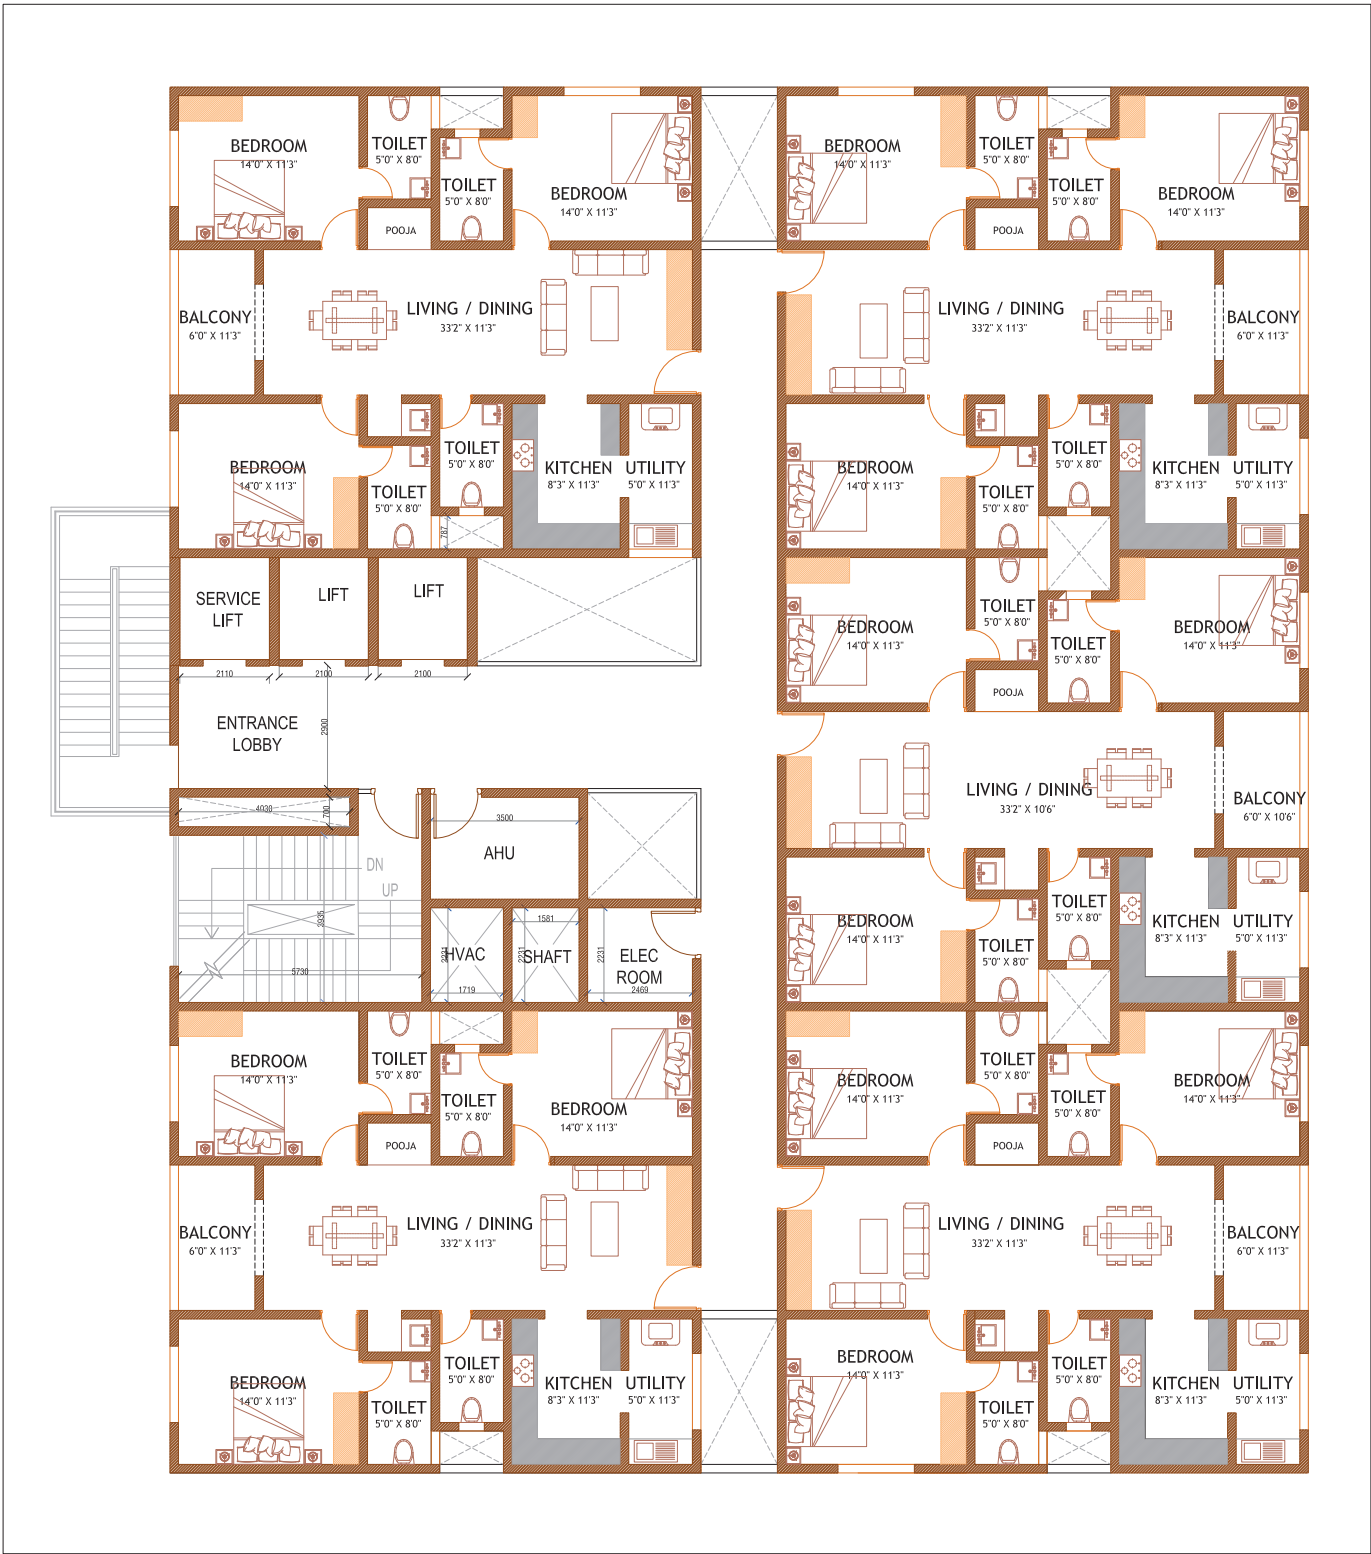 BEDROOM
14'0" X 11'3"
TOILET
5'0" X 8'0"
TOILET
5'0" X 8'0"
POOJA
BEDROOM
14'0" X 11'3"
BEDROOM
14'0" X 11'3"
TOILET
5'0" X 8'0"
TOILET
5'0" X 8'0"
POOJA
BEDROOM
14'0" X 11'3"
BALCONY
6'0" X 11'3"
LIVING / DINING
33'2" X 11'3"
LIVING / DINING
33'2" X 11'3"
BALCONY
6'0" X 11'3"
BEDROOM
14'0" X 11'3"
TOILET
5'0" X 8'0"
TOILET
5'0" X 8'0"
KITCHEN
8'3" X 11'3"
UTILITY
5'0" X 11'3"
787
BEDROOM
14'0" X 11'3"
TOILET
5'0" X 8'0"
TOILET
5'0" X 8'0"
KITCHEN
8'3" X 11'3"
UTILITY
5'0" X 11'3"
SERVICE
LIFT
LIFT
LIFT
2110
2100
2100
ENTRANCE
LOBBY
2900
BEDROOM
14'0" X 11'3"
TOILET
5'0" X 8'0"
TOILET
5'0" X 8'0"
POOJA
BEDROOM
14'0" X 11'3"
LIVING / DINING
33'2" X 10'6"
BALCONY
6'0" X 10'6"
4030
700
3500
AHU
DN
UP
3935
5730
HVAC
2231
1719
SHAFT
1581
2231
ELEC
ROOM
2231
2469
BEDROOM
14'0" X 11'3"
TOILET
5'0" X 8'0"
TOILET
5'0" X 8'0"
KITCHEN
8'3" X 11'3"
UTILITY
5'0" X 11'3"
BEDROOM
14'0" X 11'3"
TOILET
5'0" X 8'0"
TOILET
5'0" X 8'0"
POOJA
BEDROOM
14'0" X 11'3"
BEDROOM
14'0" X 11'3"
TOILET
5'0" X 8'0"
TOILET
5'0" X 8'0"
POOJA
BEDROOM
14'0" X 11'3"
BALCONY
6'0" X 11'3"
LIVING / DINING
33'2" X 11'3"
LIVING / DINING
33'2" X 11'3"
BALCONY
6'0" X 11'3"
BEDROOM
14'0" X 11'3"
TOILET
5'0" X 8'0"
TOILET
5'0" X 8'0"
KITCHEN
8'3" X 11'3"
UTILITY
5'0" X 11'3"
BEDROOM
14'0" X 11'3"
TOILET
5'0" X 8'0"
TOILET
5'0" X 8'0"
KITCHEN
8'3" X 11'3"
UTILITY
5'0" X 11'3"